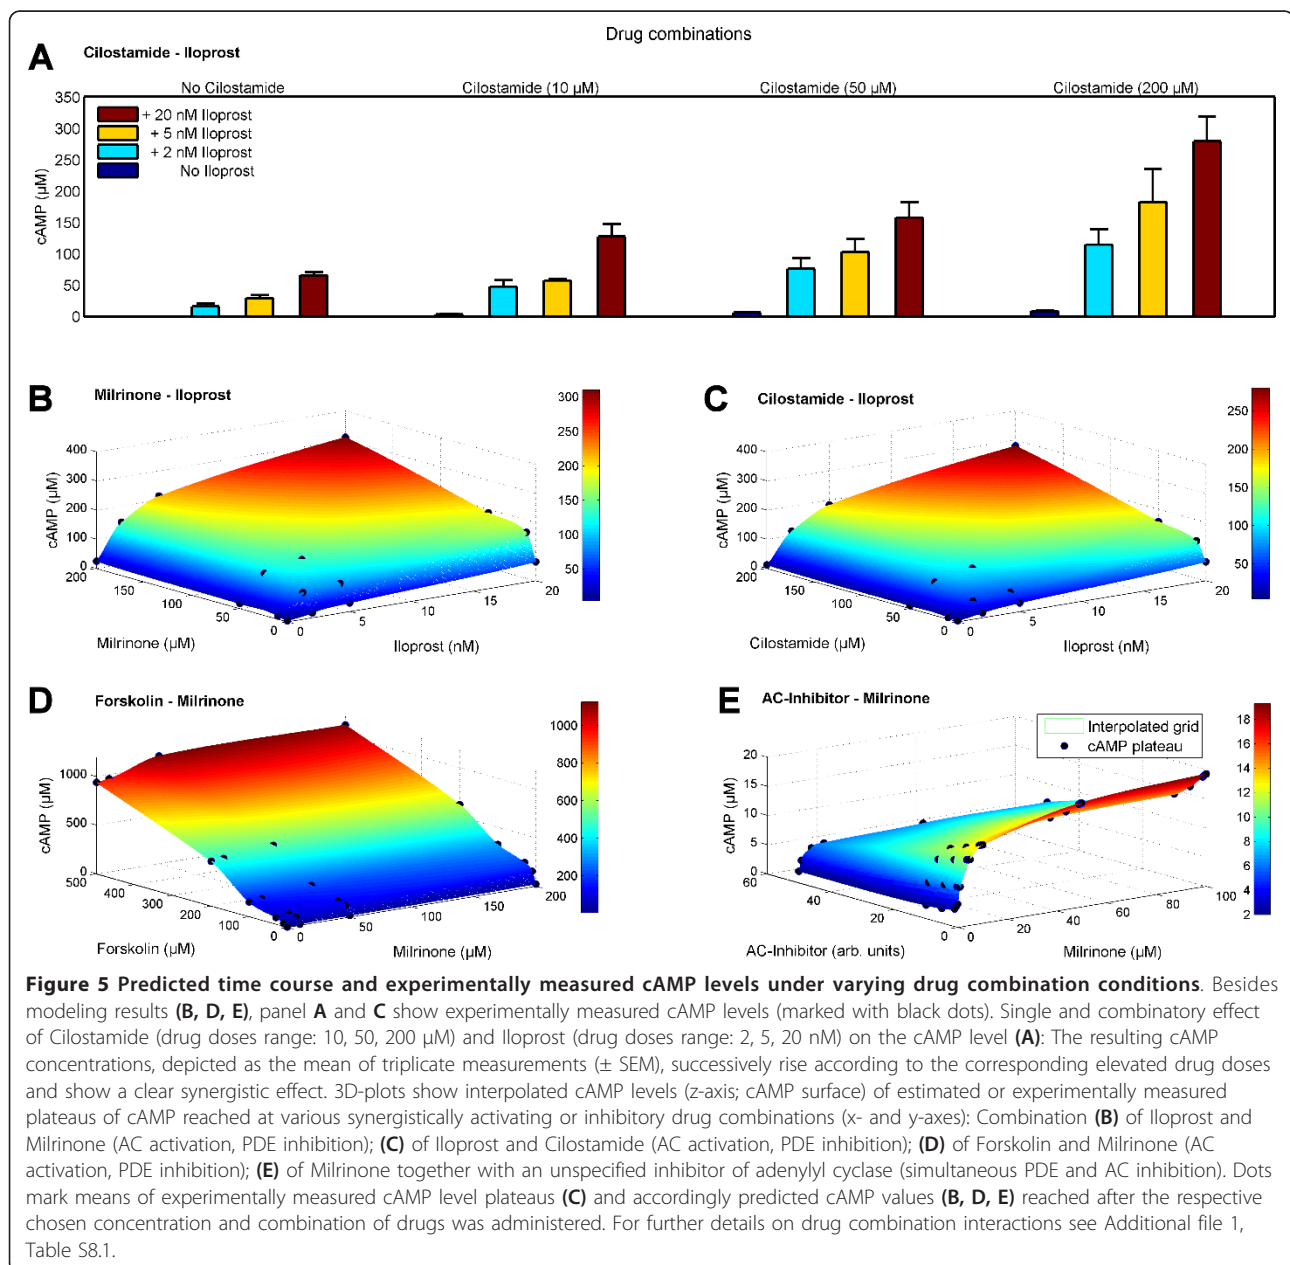 Drug combinations
A Cilostamide - Iloprost
No Cilostamide Cilostamide (10 µM) Cilostamide (50 µM) Cilostamide (200 µM)
350
300
250
200
150
100
50
0
cAMP (µM)
+ 20 nM Iloprost
+ 5 nM Iloprost
+ 2 nM Iloprost
No Iloprost
B Milrinone - Iloprost
400
300
200
100
0
cAMP (µM)
200
150
100
50
0
Milrinone (µM)
0
5
10
15
20
Iloprost (nM)
300
250
200
150
100
50
C Cilostamide - Iloprost
400
300
200
100
0
cAMP (µM)
200
150
100
50
0
Cilostamide (µM)
0
5
10
15
20
Iloprost (nM)
250
200
150
100
50
D Forskolin - Milrinone
1000
500
0
cAMP (µM)
500
400
300
200
100
0
Forskolin (µM)
0
50
100
150
200
Milrinone (µM)
1000
800
600
400
200
E AC-Inhibitor - Milrinone
Interpolated grid
cAMP plateau
20
15
10
5
0
cAMP (µM)
60
40
20
0
AC-Inhibitor (arb. units)
0
20
40
60
80
100
Milrinone (µM)
18
16
14
12
10
8
6
4
2
Figure 5 Predicted time course and experimentally measured cAMP levels under varying drug combination conditions. Besides
modeling results (B, D, E), panel A and C show experimentally measured cAMP levels (marked with black dots). Single and combinatory effect
of Cilostamide (drug doses range: 10, 50, 200 µM) and Iloprost (drug doses range: 2, 5, 20 nM) on the cAMP level (A): The resulting cAMP
concentrations, depicted as the mean of triplicate measurements (± SEM), successively rise according to the corresponding elevated drug doses
and show a clear synergistic effect. 3D-plots show interpolated cAMP levels (z-axis; cAMP surface) of estimated or experimentally measured
plateaus of cAMP reached at various synergistically activating or inhibitory drug combinations (x- and y-axes): Combination (B) of Iloprost and
Milrinone (AC activation, PDE inhibition); (C) of Iloprost and Cilostamide (AC activation, PDE inhibition); (D) of Forskolin and Milrinone (AC
activation, PDE inhibition); (E) of Milrinone together with an unspecified inhibitor of adenylyl cyclase (simultaneous PDE and AC inhibition). Dots
mark means of experimentally measured cAMP level plateaus (C) and accordingly predicted cAMP values (B, D, E) reached after the respective
chosen concentration and combination of drugs was administered. For further details on drug combination interactions see Additional file 1,
Table S8.1.